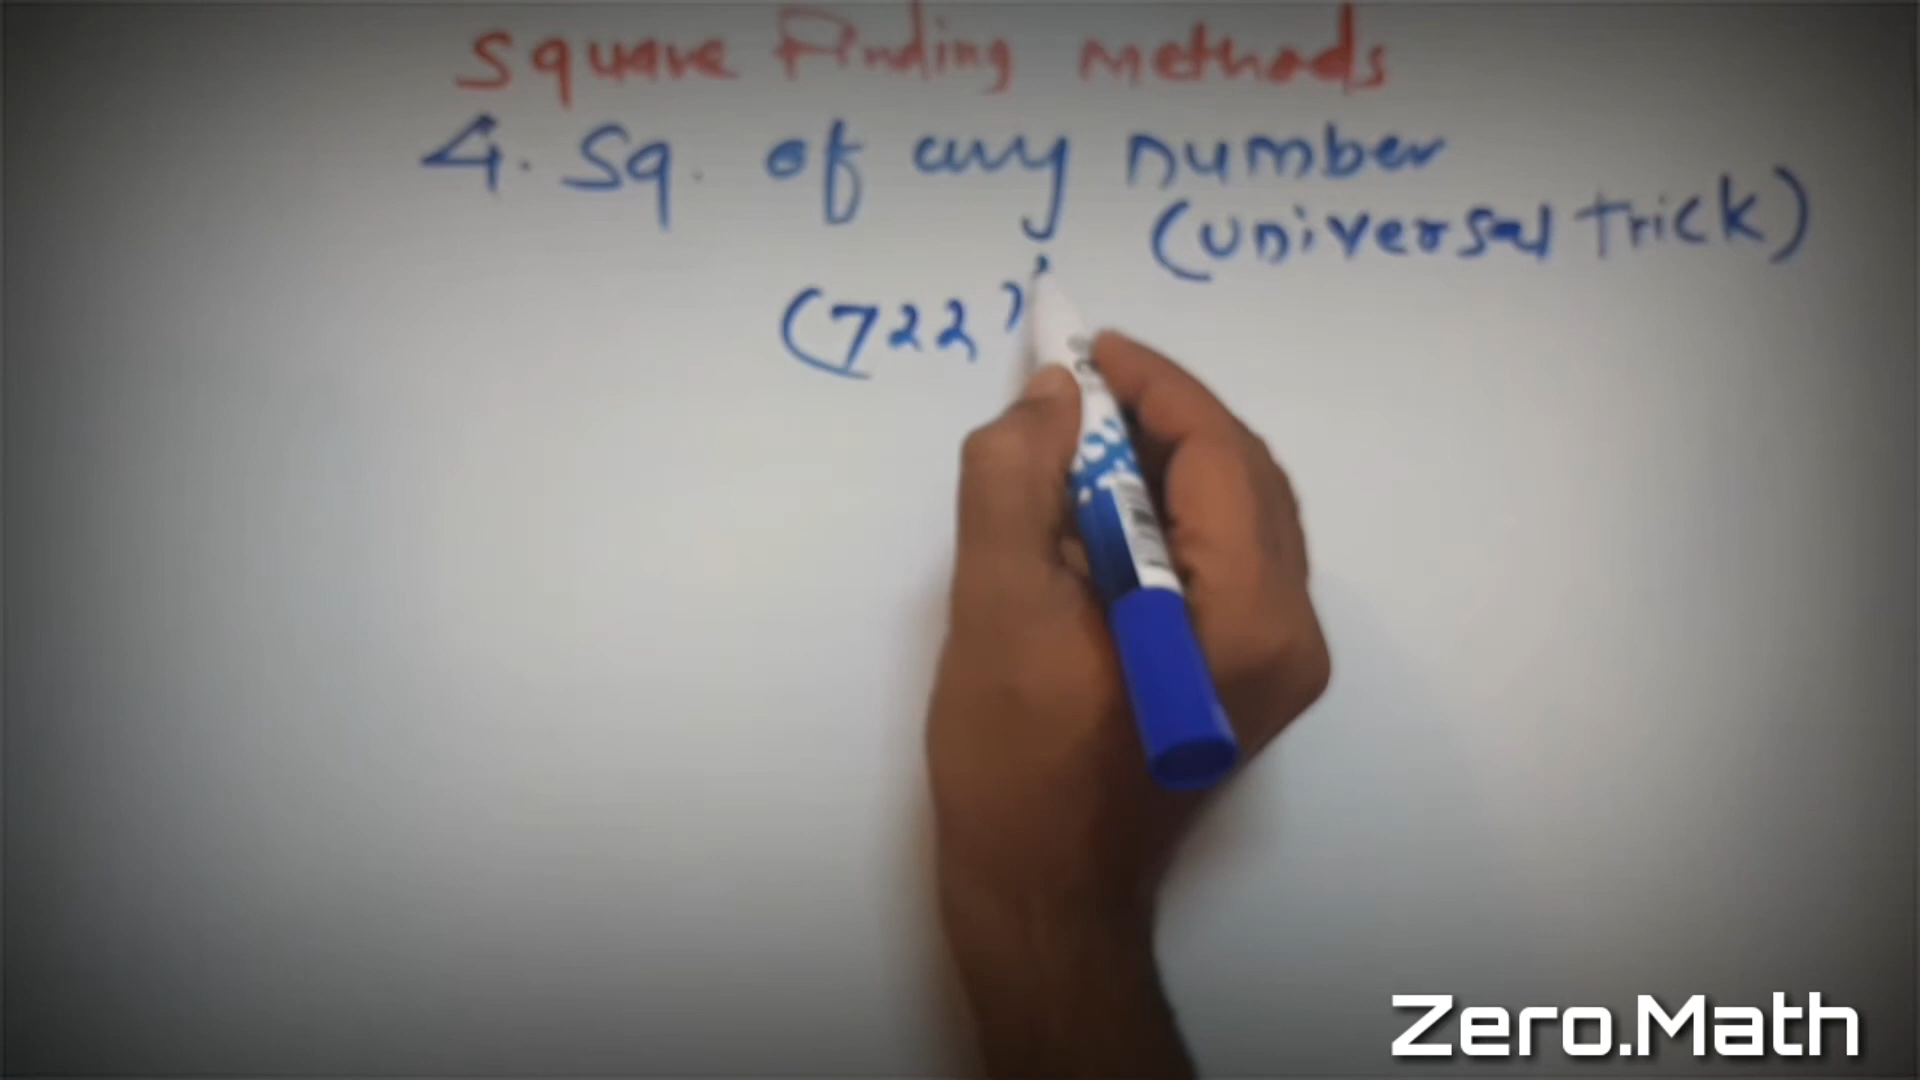 Square Finding Methods
4. Sq. of any number
(Universal Trick)
(722)
Zero.Math